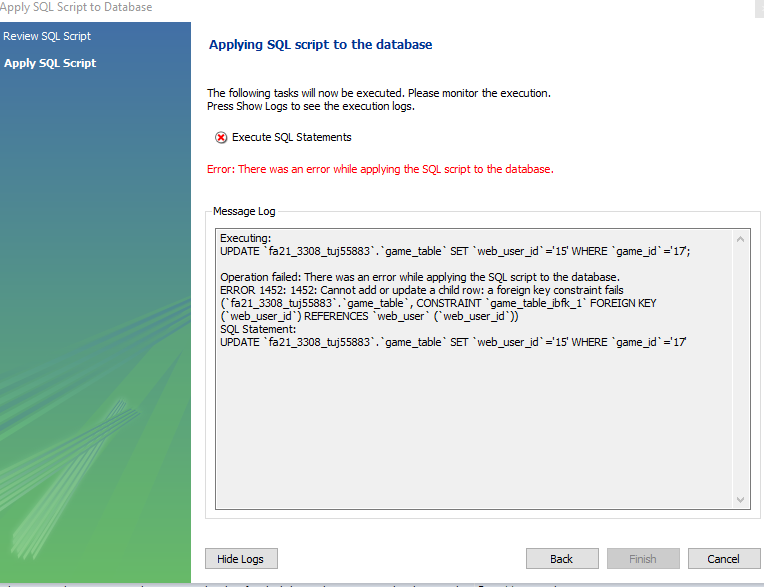 Apply SQL Script to Database
Review SQL Script
Apply SQL Script
Applying SQL script to the database
The following tasks will now be executed. Please monitor the execution.
Press Show Logs to see the execution logs.
Execute SQL Statements
Error: There was an error while applying the SQL script to the database.
Message Log
Executing:
UPDATE `fa21_3308_tuj55883`.`game_table` SET `web_user_id`='15' WHERE `game_id`='17';
Operation failed: There was an error while applying the SQL script to the database.
ERROR 1452: 1452: Cannot add or update a child row: a foreign key constraint fails
(`fa21_3308_tuj55883`.`game_table`, CONSTRAINT `game_table_ibfk_1` FOREIGN KEY
(`web_user_id`) REFERENCES `web_user` (`web_user_id`))
SQL Statement:
UPDATE `fa21_3308_tuj55883`.`game_table` SET `web_user_id`='15' WHERE `game_id`='17'
Hide Logs
Back
Finish
Cancel